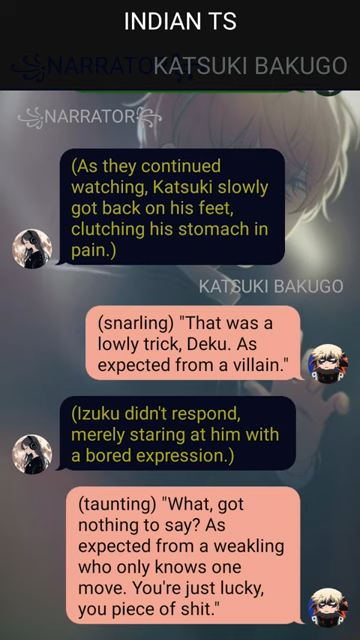 INDIAN TS
NARRATOR
KATSUKI BAKUGO
NARRATOR
(As they continued
watching, Katsuki slowly
got back on his feet,
clutching his stomach in
pain.)
KATSUKI BAKUGO
(snarling) "That was a
lowly trick, Deku. As
expected from a villain."
(Izuku didn't respond,
merely staring at him with
a bored expression.)
(taunting) "What, got
nothing to say? As
expected from a weakling
who only knows one
move. You're just lucky,
you piece of shit."